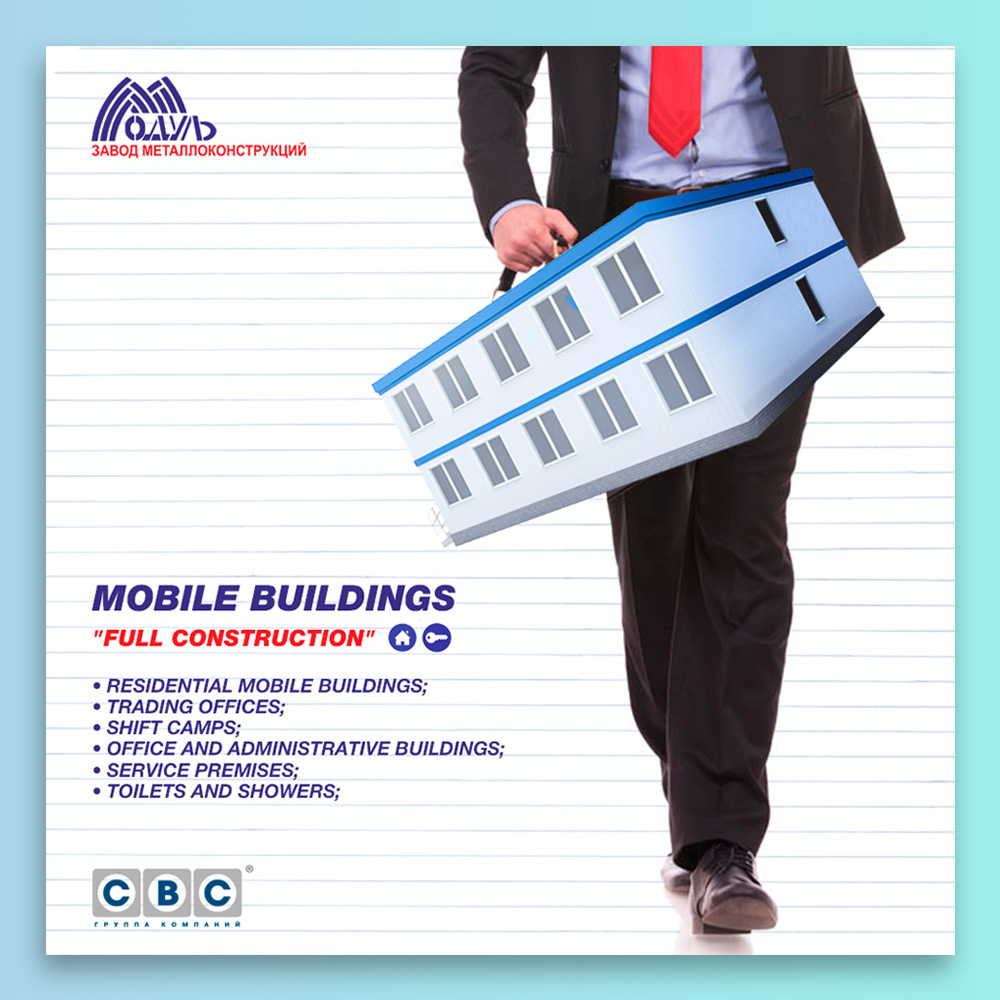 МОДУЛЬ
ЗАВОД МЕТАЛЛОКОНСТРУКЦИЙ
MOBILE BUILDINGS
"FULL CONSTRUCTION"
• RESIDENTIAL MOBILE BUILDINGS;
• TRADING OFFICES;
• SHIFT CAMPS;
• OFFICE AND ADMINISTRATIVE BUILDINGS;
• SERVICE PREMISES;
• TOILETS AND SHOWERS;
СВС®
ГРУППА КОМПАНИЙ